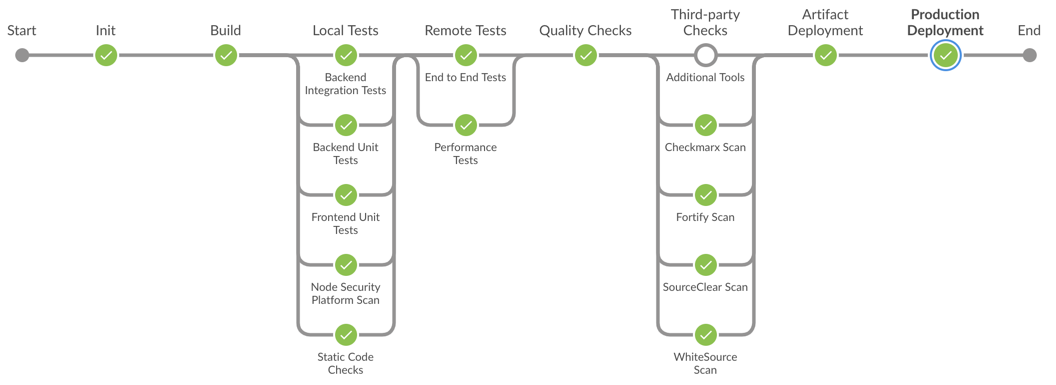 Start
Init
Build
Local Tests
Remote Tests
Quality Checks
Third-party
Checks
Artifact
Deployment
Production
Deployment
End
Backend
Integration Tests
Backend Unit
Tests
Frontend Unit
Tests
Node Security
Platform Scan
Static Code
Checks
End to End Tests
Performance
Tests
Additional Tools
Checkmarx Scan
Fortify Scan
SourceClear Scan
WhiteSource
Scan